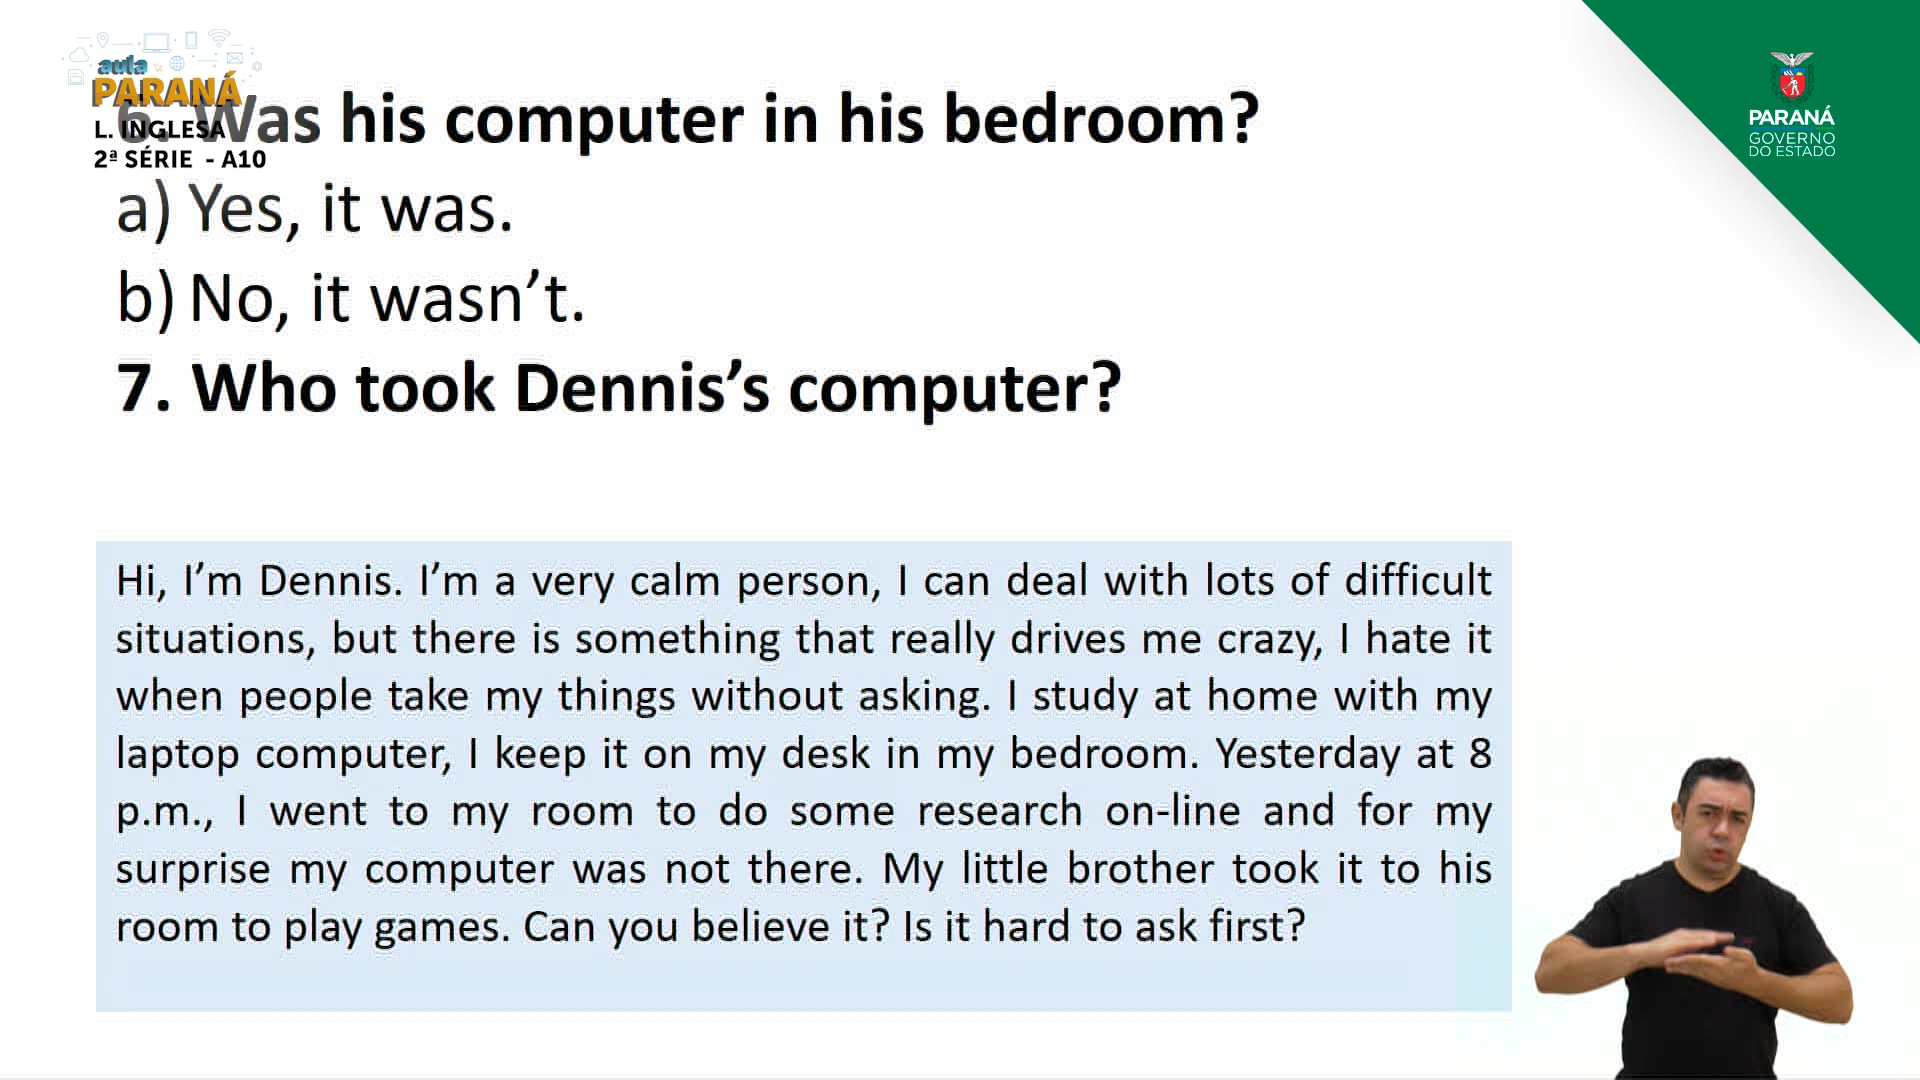 aula
PARANÁ
L. INGLESA
2ª SÉRIE - A10
PARANÁ
GOVERNO
DO ESTADO
6. Was his computer in his bedroom?
a) Yes, it was.
b) No, it wasn’t.
7. Who took Dennis’s computer?
Hi, I’m Dennis. I’m a very calm person, I can deal with lots of difficult
situations, but there is something that really drives me crazy, I hate it
when people take my things without asking. I study at home with my
laptop computer, I keep it on my desk in my bedroom. Yesterday at 8
p.m., I went to my room to do some research on-line and for my
surprise my computer was not there. My little brother took it to his
room to play games. Can you believe it? Is it hard to ask first?